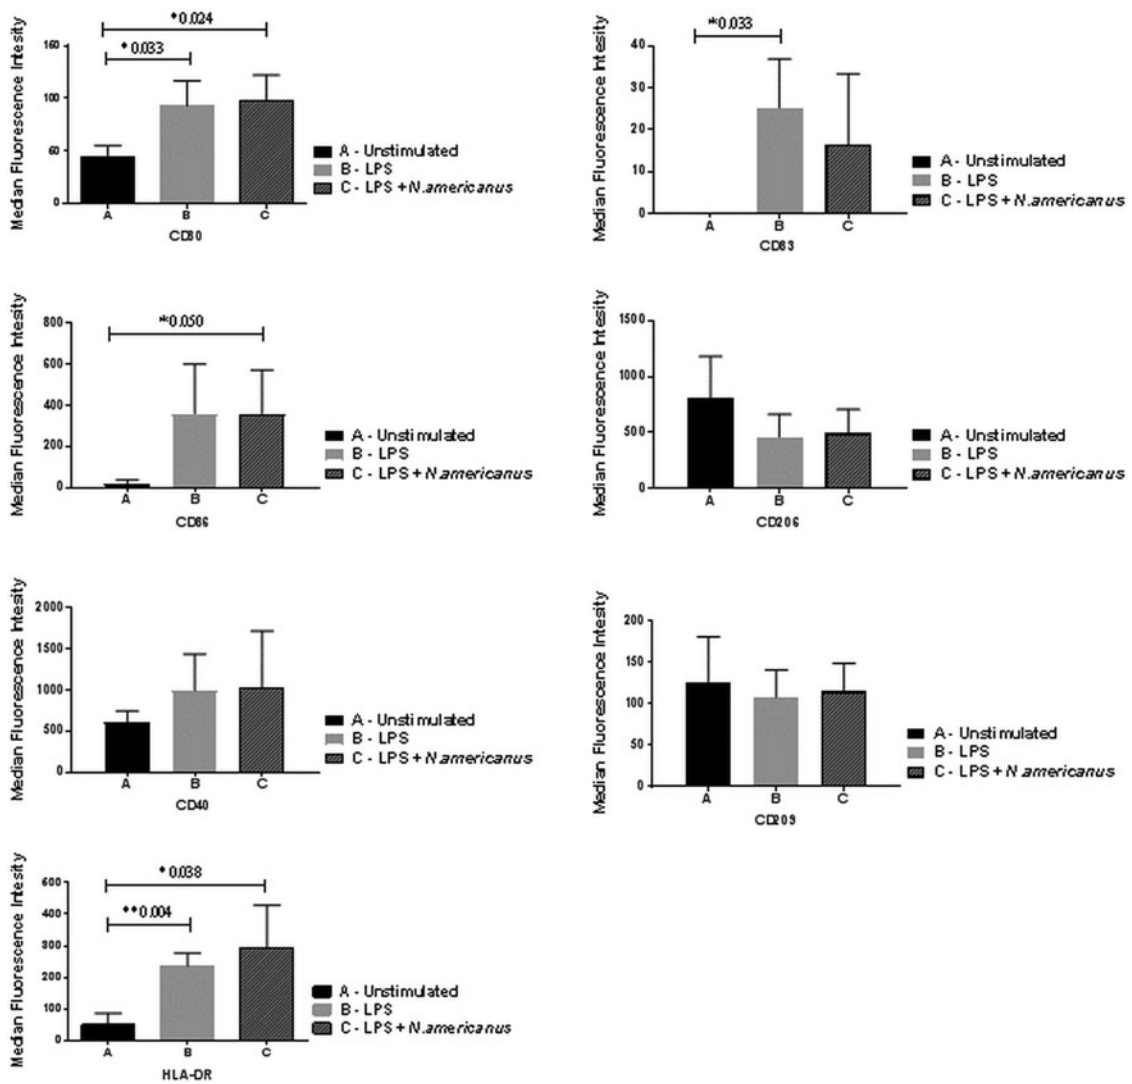 Median Fluorescence Intesity
150
100
50
0
*0.024
*0.033
A
B
C
CD80
A - Unstimulated
B - LPS
C - LPS + N.americanus
Median Fluorescence Intesity
40
30
20
10
0
*0.033
A
B
C
CD83
A - Unstimulated
B - LPS
C - LPS + N.americanus
Median Fluorescence Intesity
800
600
400
200
0
*0.050
A
B
C
CD86
A - Unstimulated
B - LPS
C - LPS + N.americanus
Median Fluorescence Intesity
1500
1000
500
0
A
B
C
CD206
A - Unstimulated
B - LPS
C - LPS + N.americanus
Median Fluorescence Intesity
2000
1500
1000
500
0
A
B
C
CD40
A - Unstimulated
B - LPS
C - LPS + N.americanus
Median Fluorescence Intesity
200
150
100
50
0
A
B
C
CD209
A - Unstimulated
B - LPS
C - LPS + N.americanus
Median Fluorescence Intesity
500
400
300
200
100
0
*0.038
**0.004
A
B
C
HLA-DR
A - Unstimulated
B - LPS
C - LPS + N.americanus